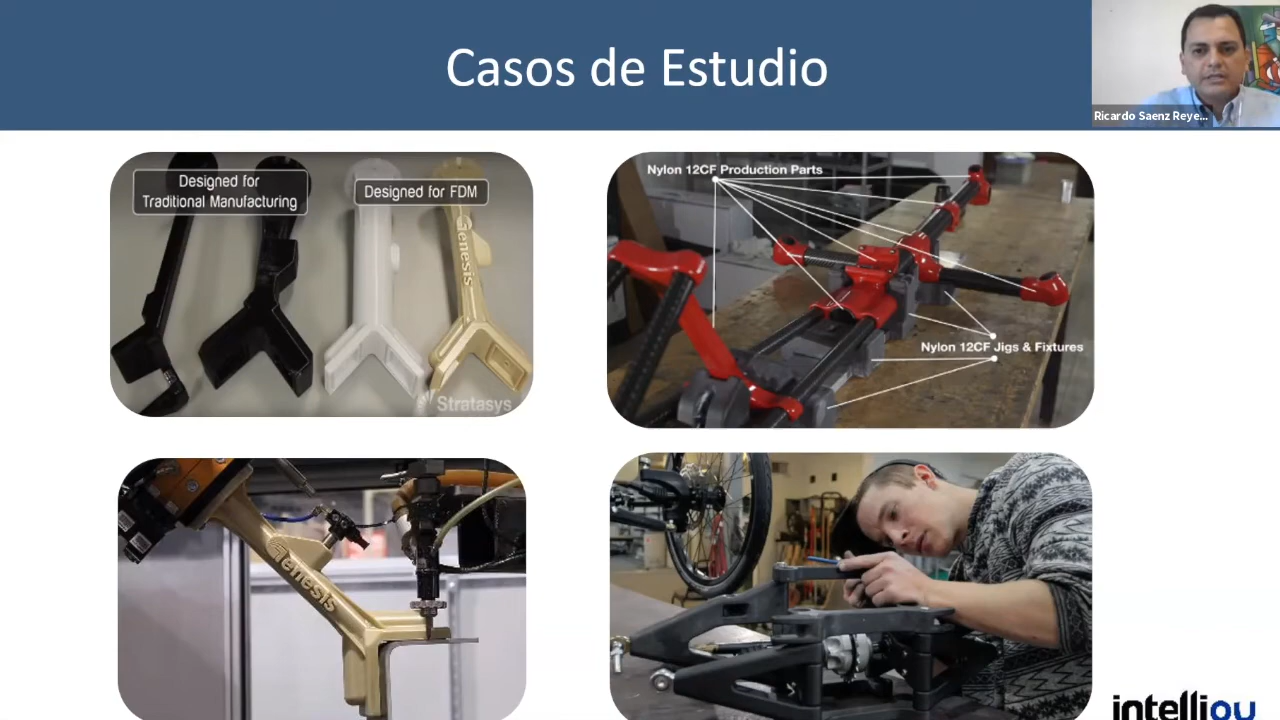 Casos de Estudio
Ricardo Saenz Reye...
Designed for
Traditional Manufacturing
Designed for FDM
Genesis
Stratasys
Nylon 12CF Production Parts
Nylon 12CF Jigs & Fixtures
Genesis